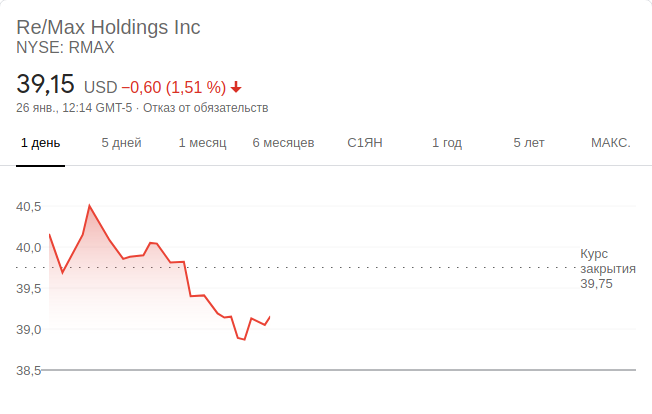 Re/Max Holdings Inc
NYSE: RMAX
39,15 USD −0,60 (1,51 %)
26 янв., 12:14 GMT-5 · Отказ от обязательств
1 день 5 дней 1 месяц 6 месяцев С1ЯН 1 год 5 лет МАКС.
40,5
40,0
39,5
39,0
38,5
Курс
закрытия
39,75